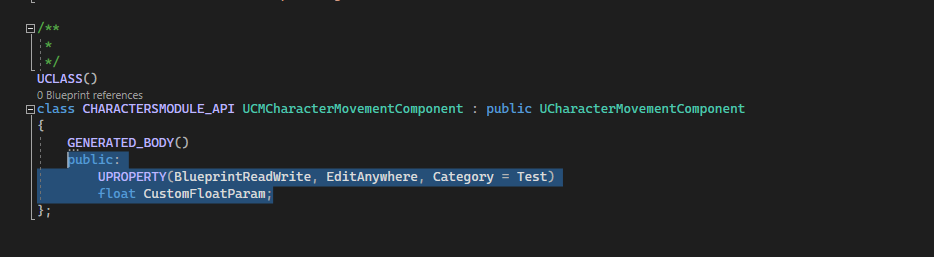 /**
*
*/
UCLASS()
0 Blueprint references
class CHARACTERSMODULE_API UCMCharacterMovementComponent : public UCharacterMovementComponent
{
GENERATED_BODY()
public:
UPROPERTY(BlueprintReadWrite, EditAnywhere, Category = Test)
float CustomFloatParam;
};